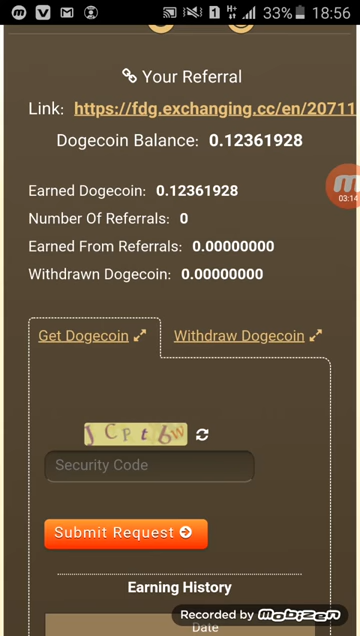 33% 18:56
Your Referral
Link: https://fdg.exchanging.cc/en/20711
Dogecoin Balance: 0.12361928
Earned Dogecoin: 0.12361928
03:14
Number Of Referrals: 0
Earned From Referrals: 0.00000000
Withdrawn Dogecoin: 0.00000000
Get Dogecoin Withdraw Dogecoin
J C p t b w
Security Code
Submit Request
Earning History
Recorded by Mobizen
Date